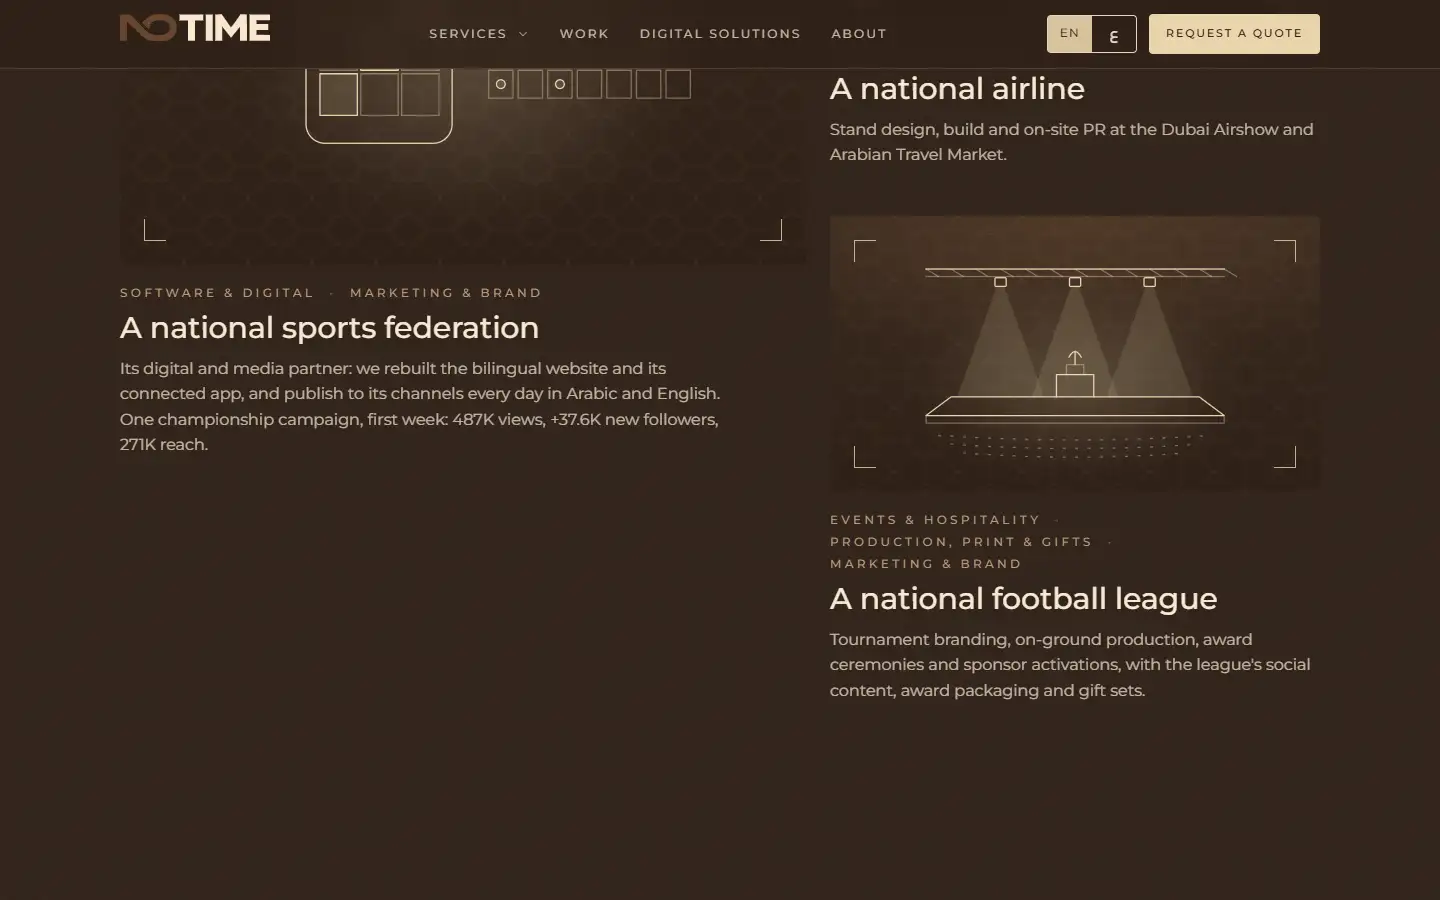 NO TIME
SERVICES
WORK
DIGITAL SOLUTIONS
ABOUT
EN
ع
REQUEST A QUOTE
A national airline
Stand design, build and on-site PR at the Dubai Airshow and
Arabian Travel Market.
SOFTWARE & DIGITAL · MARKETING & BRAND
A national sports federation
Its digital and media partner: we rebuilt the bilingual website and its
connected app, and publish to its channels every day in Arabic and English.
One championship campaign, first week: 487K views, +37.6K new followers,
271K reach.
EVENTS & HOSPITALITY ·
PRODUCTION, PRINT & GIFTS ·
MARKETING & BRAND
A national football league
Tournament branding, on-ground production, award
ceremonies and sponsor activations, with the league's social
content, award packaging and gift sets.